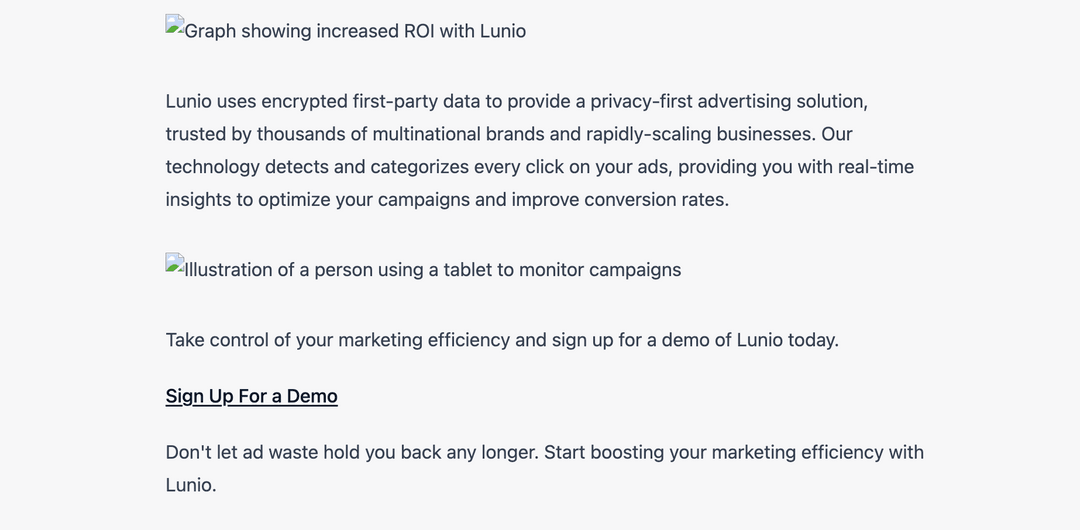 Graph showing increased ROI with Lunio
Lunio uses encrypted first-party data to provide a privacy-first advertising solution,
trusted by thousands of multinational brands and rapidly-scaling businesses. Our
technology detects and categorizes every click on your ads, providing you with real-time
insights to optimize your campaigns and improve conversion rates.
Illustration of a person using a tablet to monitor campaigns
Take control of your marketing efficiency and sign up for a demo of Lunio today.
Sign Up For a Demo
Don't let ad waste hold you back any longer. Start boosting your marketing efficiency with
Lunio.